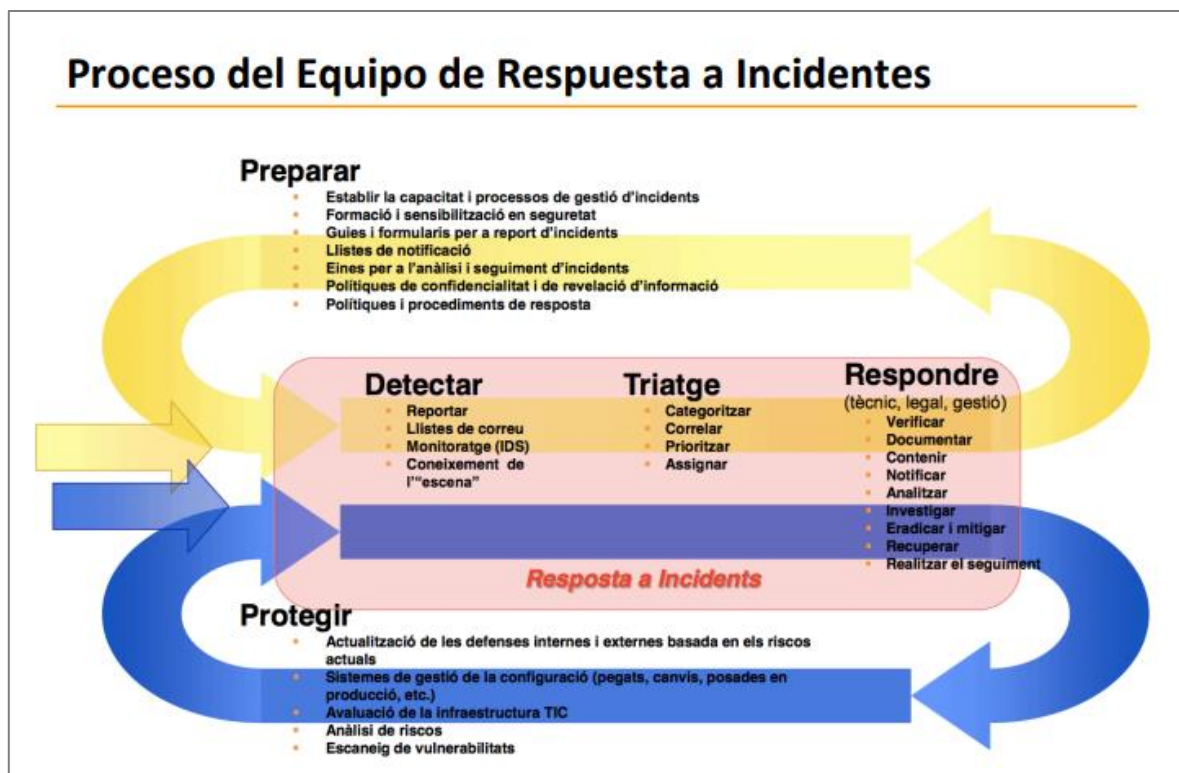 Proceso del Equipo de Respuesta a Incidentes
Preparar
Establir la capacitat i processos de gestió d'incidents
Formació i sensibilització en seguretat
Guies i formularis per a report d'incidents
Llistes de notificació
Eines per a l'anàlisi i seguiment d'incidents
Polítiques de confidencialitat i de revelació d'informació
Polítiques i procediments de resposta
Detectar
Reportar
Llistes de correu
Monitoratge (IDS)
Coneixement de
l'"escena"
Triatge
Categoritzar
Correlar
Prioritzar
Assignar
Respondre
(tècnic, legal, gestió)
Verificar
Documentar
Contenir
Notificar
Analitzar
Investigar
Eradicar i mitigar
Recuperar
Realitzar el seguiment
Resposta a Incidents
Protegir
Actualització de les defenses internes i externes basada en els riscos
actuals
Sistemes de gestió de la configuració (pegats, canvis, posades en
producció, etc.)
Avaluació de la infraestructura TIC
Anàlisi de riscos
Escaneig de vulnerabilitats